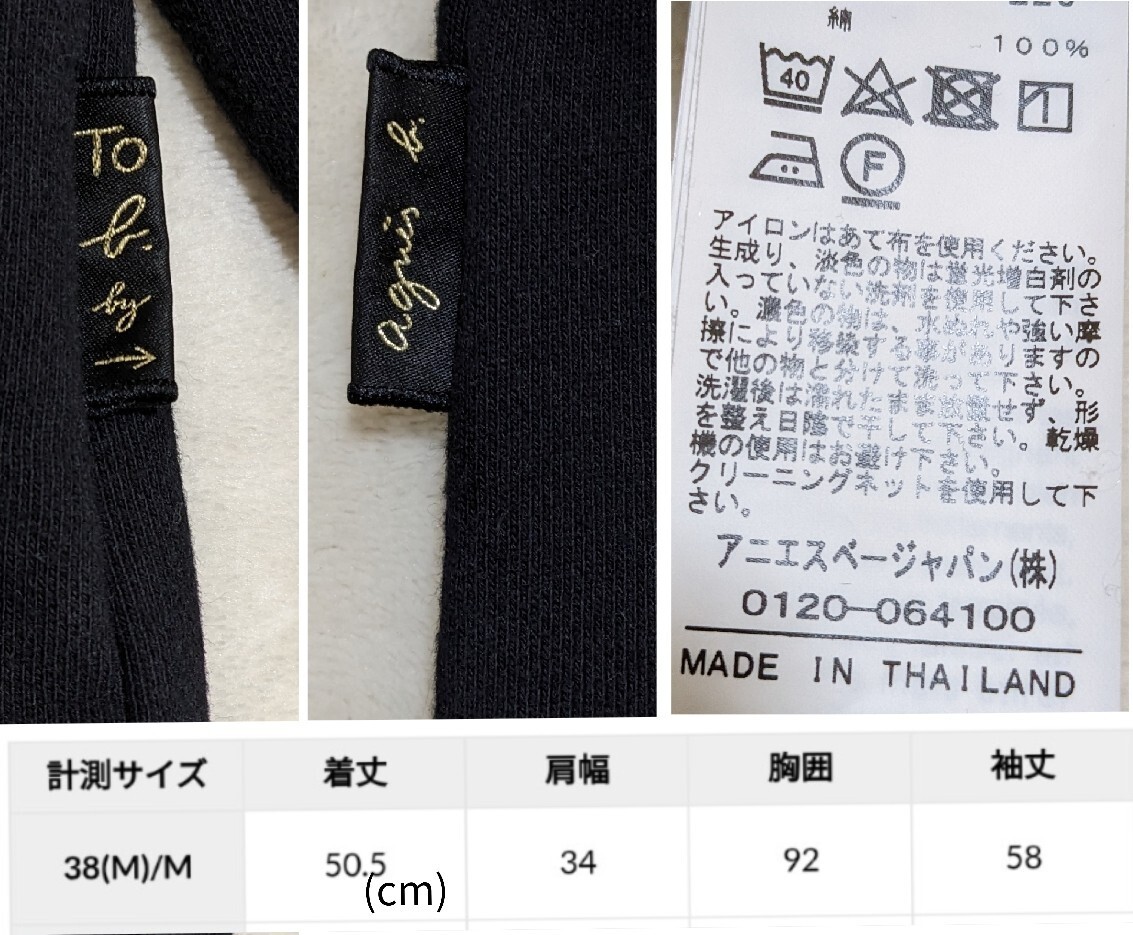 To
b.
by
→
agnès b.
綿
100%
40
F
アイロンはあて布を使用ください。
生成り、淡色の物は蛍光増白剤の
入っていない洗剤を使用して下さ
い。濃色の物は、水ぬれや強い摩
擦により移染する事がありますの
で他の物と分けて洗って下さい。
洗濯後は濡れたまま放置せず、形
を整え日陰で干して下さい。乾燥
機の使用はお避け下さい。
クリーニングネットを使用して下
さい。
アニエスベージャパン(株)
0120-064100
MADE IN THAILAND
計測サイズ 着丈 肩幅 胸囲 袖丈
38(M)/M 50.5 34 92 58
(cm)